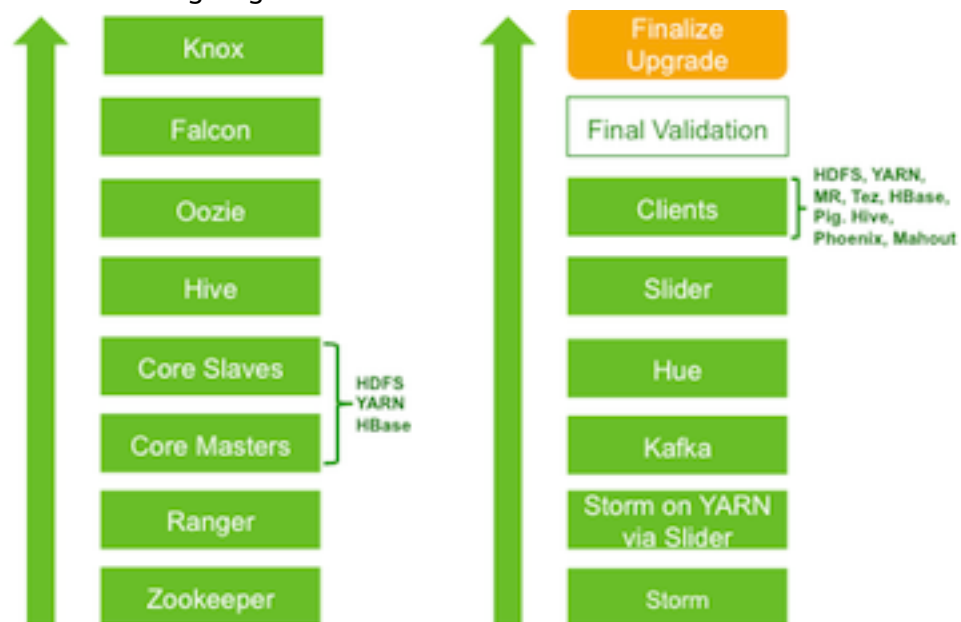 Knox
Falcon
Oozie
Hive
Core Slaves
Core Masters
HDFS
YARN
HBase
Ranger
Zookeeper
Finalize
Upgrade
Final Validation
Clients
HDFS, YARN,
MR, Tez, HBase,
Pig. Hive,
Phoenix, Mahout
Slider
Hue
Kafka
Storm on YARN
via Slider
Storm